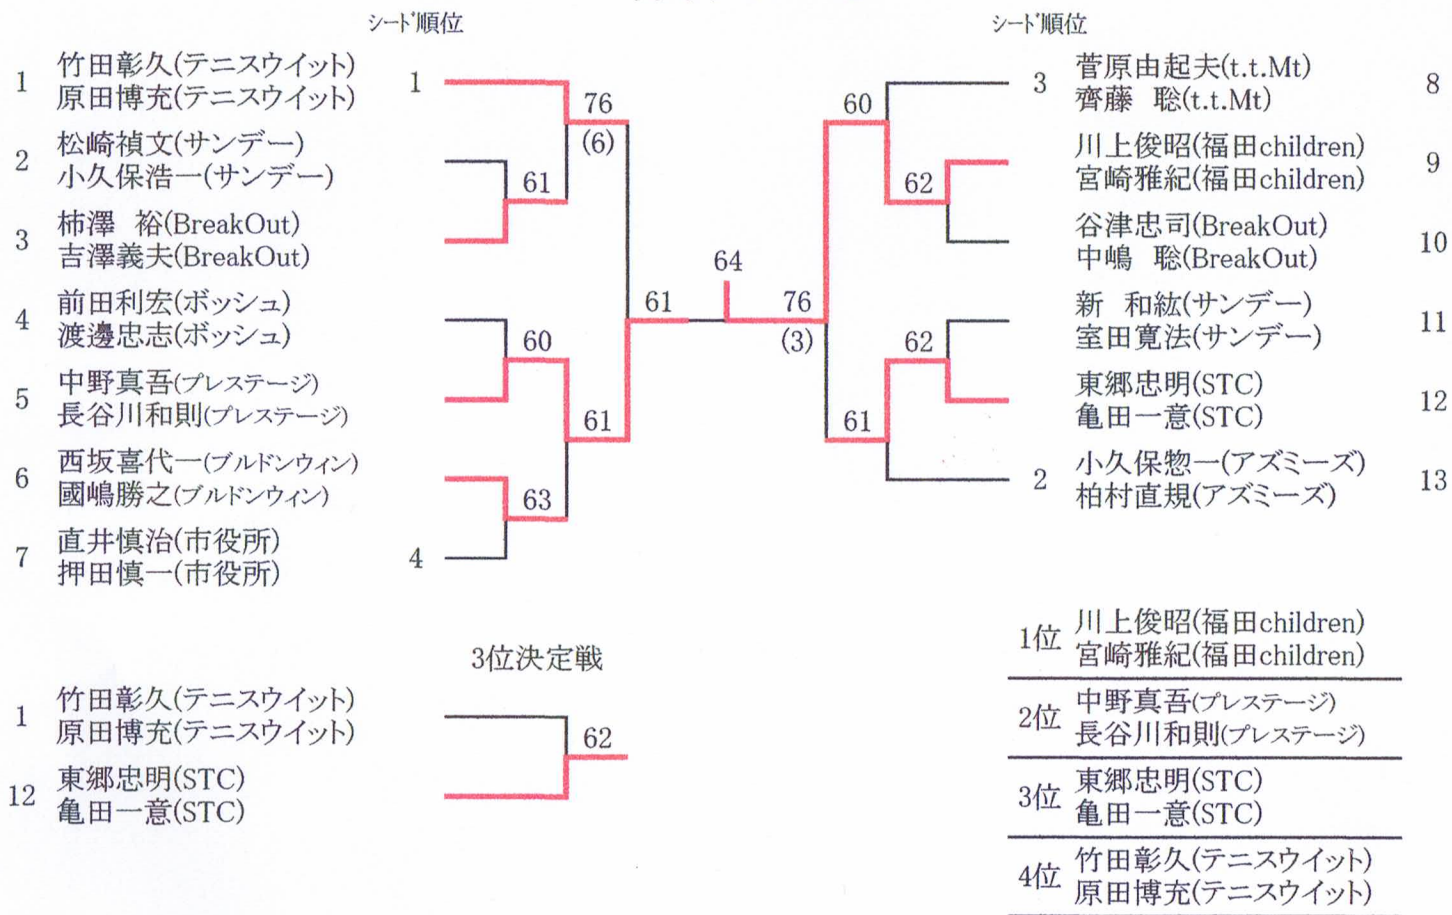 シード順位
シード順位
1 竹田彰久(テニスウイット) 1
原田博充(テニスウイット)
2 松崎禎文(サンデー)
小久保浩一(サンデー)
3 柿澤 裕(BreakOut)
吉澤義夫(BreakOut)
4 前田利宏(ボッシュ)
渡邊忠志(ボッシュ)
5 中野真吾(プレステージ)
長谷川和則(プレステージ)
6 西坂喜代一(ブルドンウィン)
國嶋勝之(ブルドンウィン)
7 直井慎治(市役所) 4
押田慎一(市役所)
76
(6)
61
60
61
63
61
64
76
(3)
60
62
62
61
3 菅原由起夫(t.t.Mt) 8
齊藤 聡(t.t.Mt)
川上俊昭(福田children) 9
宮崎雅紀(福田children)
谷津忠司(BreakOut) 10
中嶋 聡(BreakOut)
新 和紘(サンデー) 11
室田寛法(サンデー)
東郷忠明(STC) 12
亀田一意(STC)
2 小久保惣一(アズミーズ) 13
柏村直規(アズミーズ)
3位決定戦
1 竹田彰久(テニスウイット)
原田博充(テニスウイット)
12 東郷忠明(STC)
亀田一意(STC)
62
1位 川上俊昭(福田children)
宮崎雅紀(福田children)
2位 中野真吾(プレステージ)
長谷川和則(プレステージ)
3位 東郷忠明(STC)
亀田一意(STC)
4位 竹田彰久(テニスウイット)
原田博充(テニスウイット)